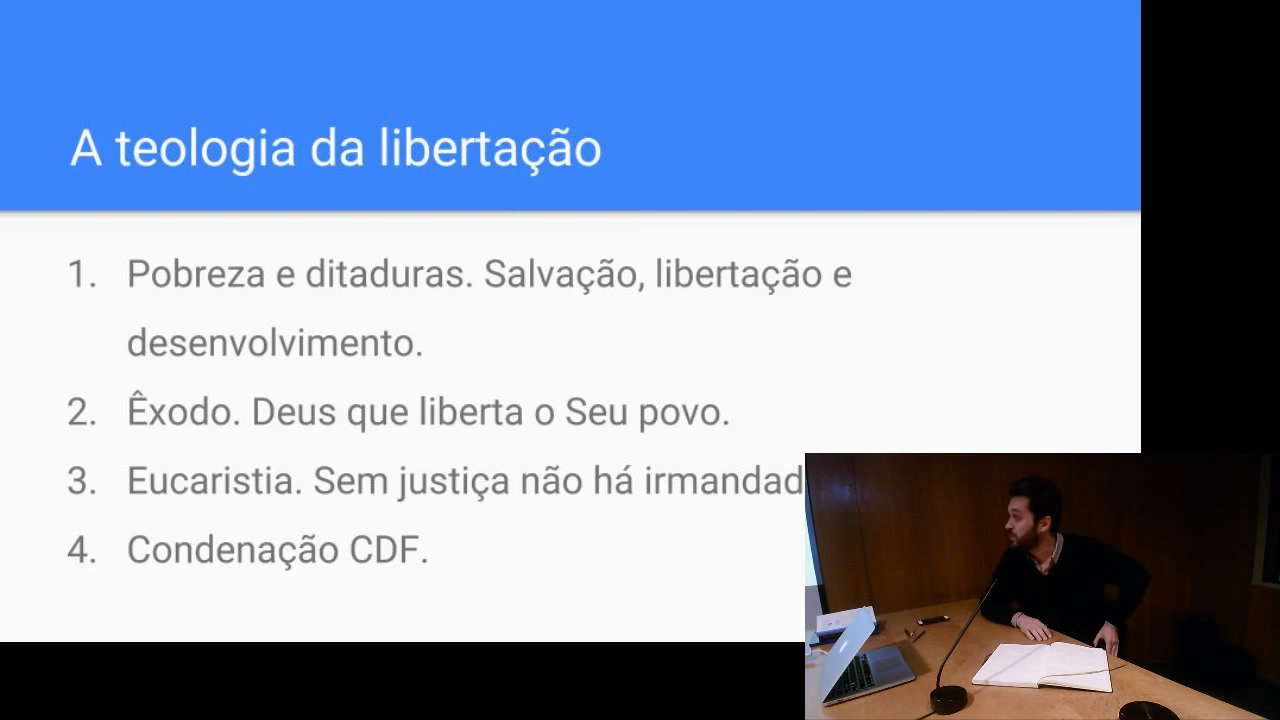 A teologia da libertação
1. Pobreza e ditaduras. Salvação, libertação e
desenvolvimento.
2. Êxodo. Deus que liberta o Seu povo.
3. Eucaristia. Sem justiça não há irmandad
4. Condenação CDF.